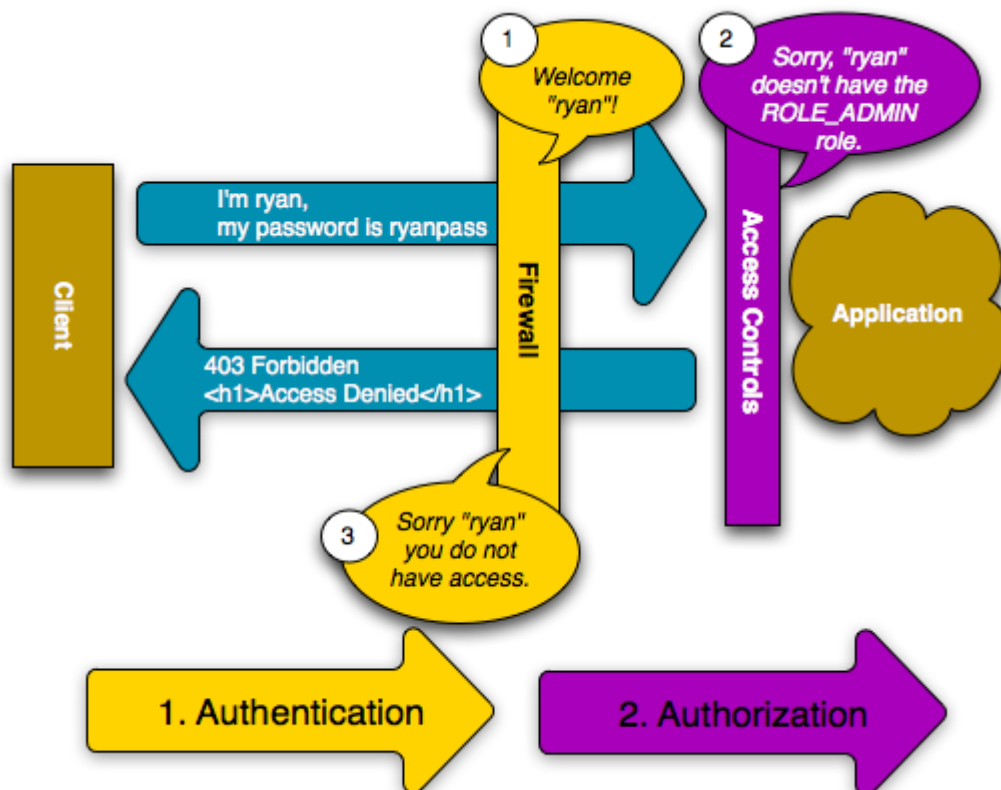 1
Welcome
"ryan"!
2
Sorry, "ryan"
doesn't have the
ROLE_ADMIN
role.
Client
I'm ryan,
my password is ryanpass
Firewall
Access Controls
Application
403 Forbidden
<h1>Access Denied</h1>
3
Sorry "ryan"
you do not
have access.
1. Authentication
2. Authorization